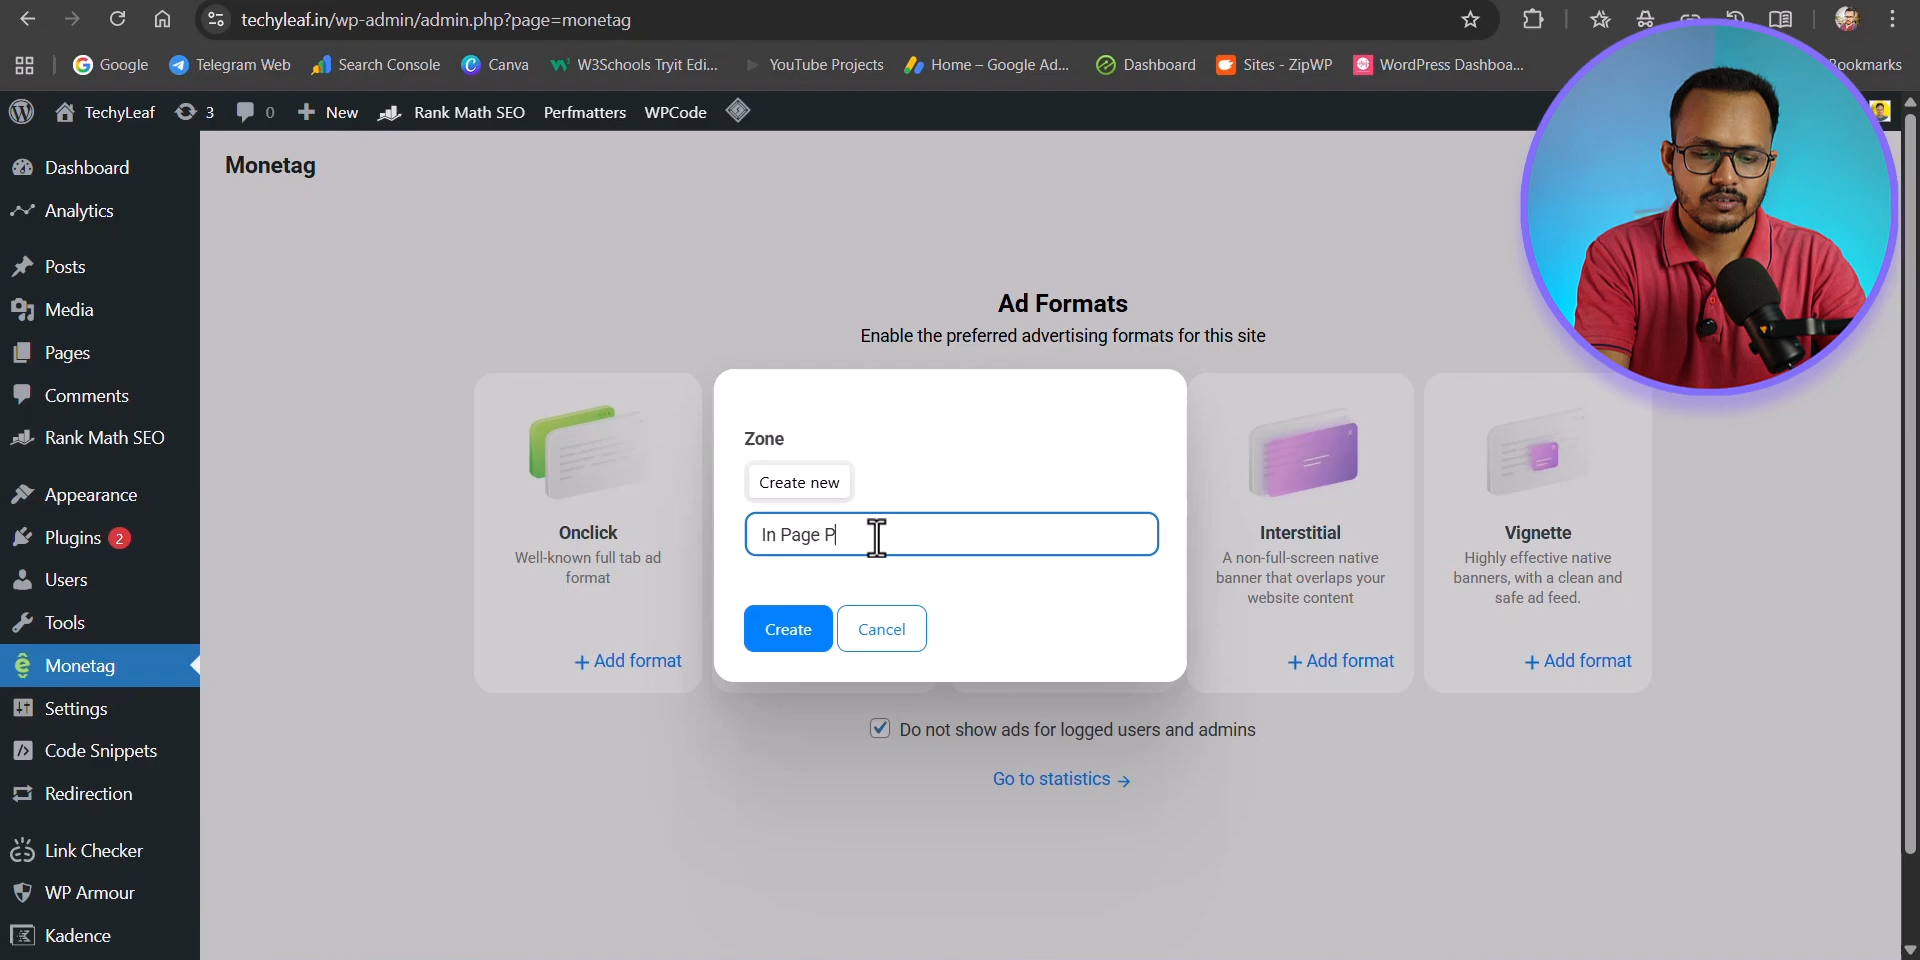 techyleaf.in/wp-admin/admin.php?page=monetag
Google
Telegram Web
Search Console
Canva
W3Schools Tryit Edi...
YouTube Projects
Home – Google Ad...
Dashboard
Sites - ZipWP
WordPress Dashboa...
Bookmarks
TechyLeaf
3
0
New
Rank Math SEO
Perfmatters
WPCode
Dashboard
Analytics
Posts
Media
Pages
Comments
Rank Math SEO
Appearance
Plugins 2
Users
Tools
Monetag
Settings
Code Snippets
Redirection
Link Checker
WP Armour
Kadence
Monetag
Ad Formats
Enable the preferred advertising formats for this site
Onclick
Well-known full tab ad
format
+ Add format
Zone
Create new
In Page P
Create
Cancel
Interstitial
A non-full-screen native
banner that overlaps your
website content
+ Add format
Vignette
Highly effective native
banners, with a clean and
safe ad feed.
+ Add format
Do not show ads for logged users and admins
Go to statistics →